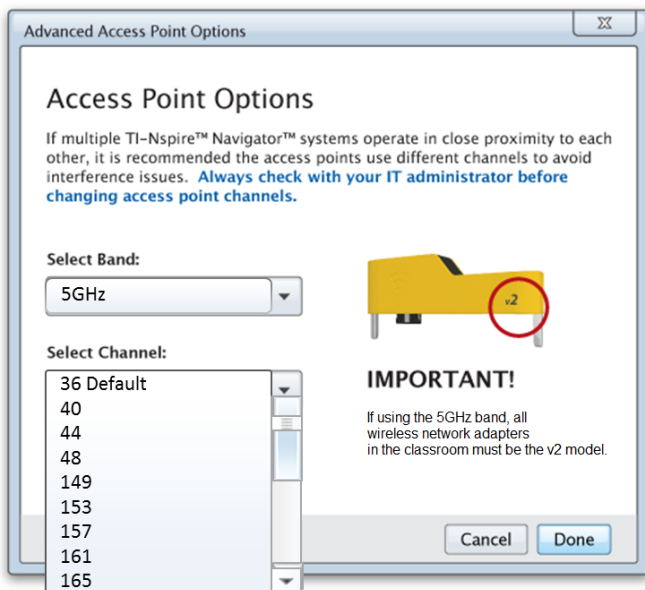 Advanced Access Point Options
Access Point Options
If multiple TI-Nspire™ Navigator™ systems operate in close proximity to each
other, it is recommended the access points use different channels to avoid
interference issues. Always check with your IT administrator before
changing access point channels.
Select Band:
5GHz
v2
Select Channel:
36 Default
40
44
48
149
153
157
161
165
IMPORTANT!
If using the 5GHz band, all
wireless network adapters
in the classroom must be the v2 model.
Cancel
Done